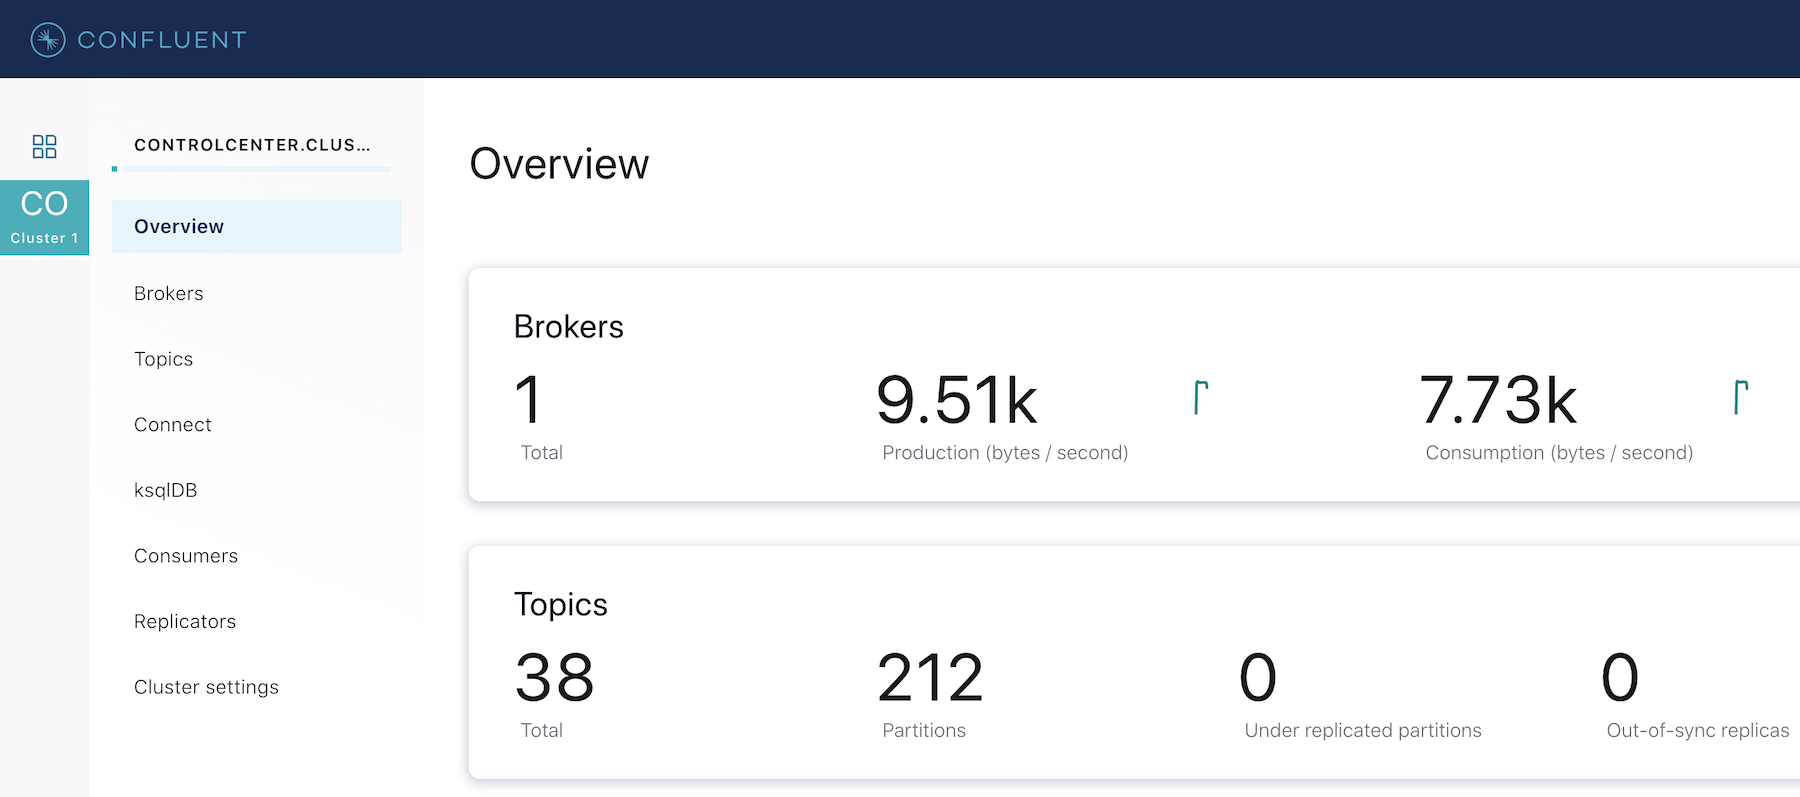 CONFLUENT
CO
Cluster 1
CONTROLCENTER.CLUS...
Overview
Brokers
Topics
Connect
ksqlDB
Consumers
Replicators
Cluster settings
Overview
Brokers
1 9.51k 7.73k
Total Production (bytes / second) Consumption (bytes / second)
Topics
38 212 0 0
Total Partitions Under replicated partitions Out-of-sync replicas